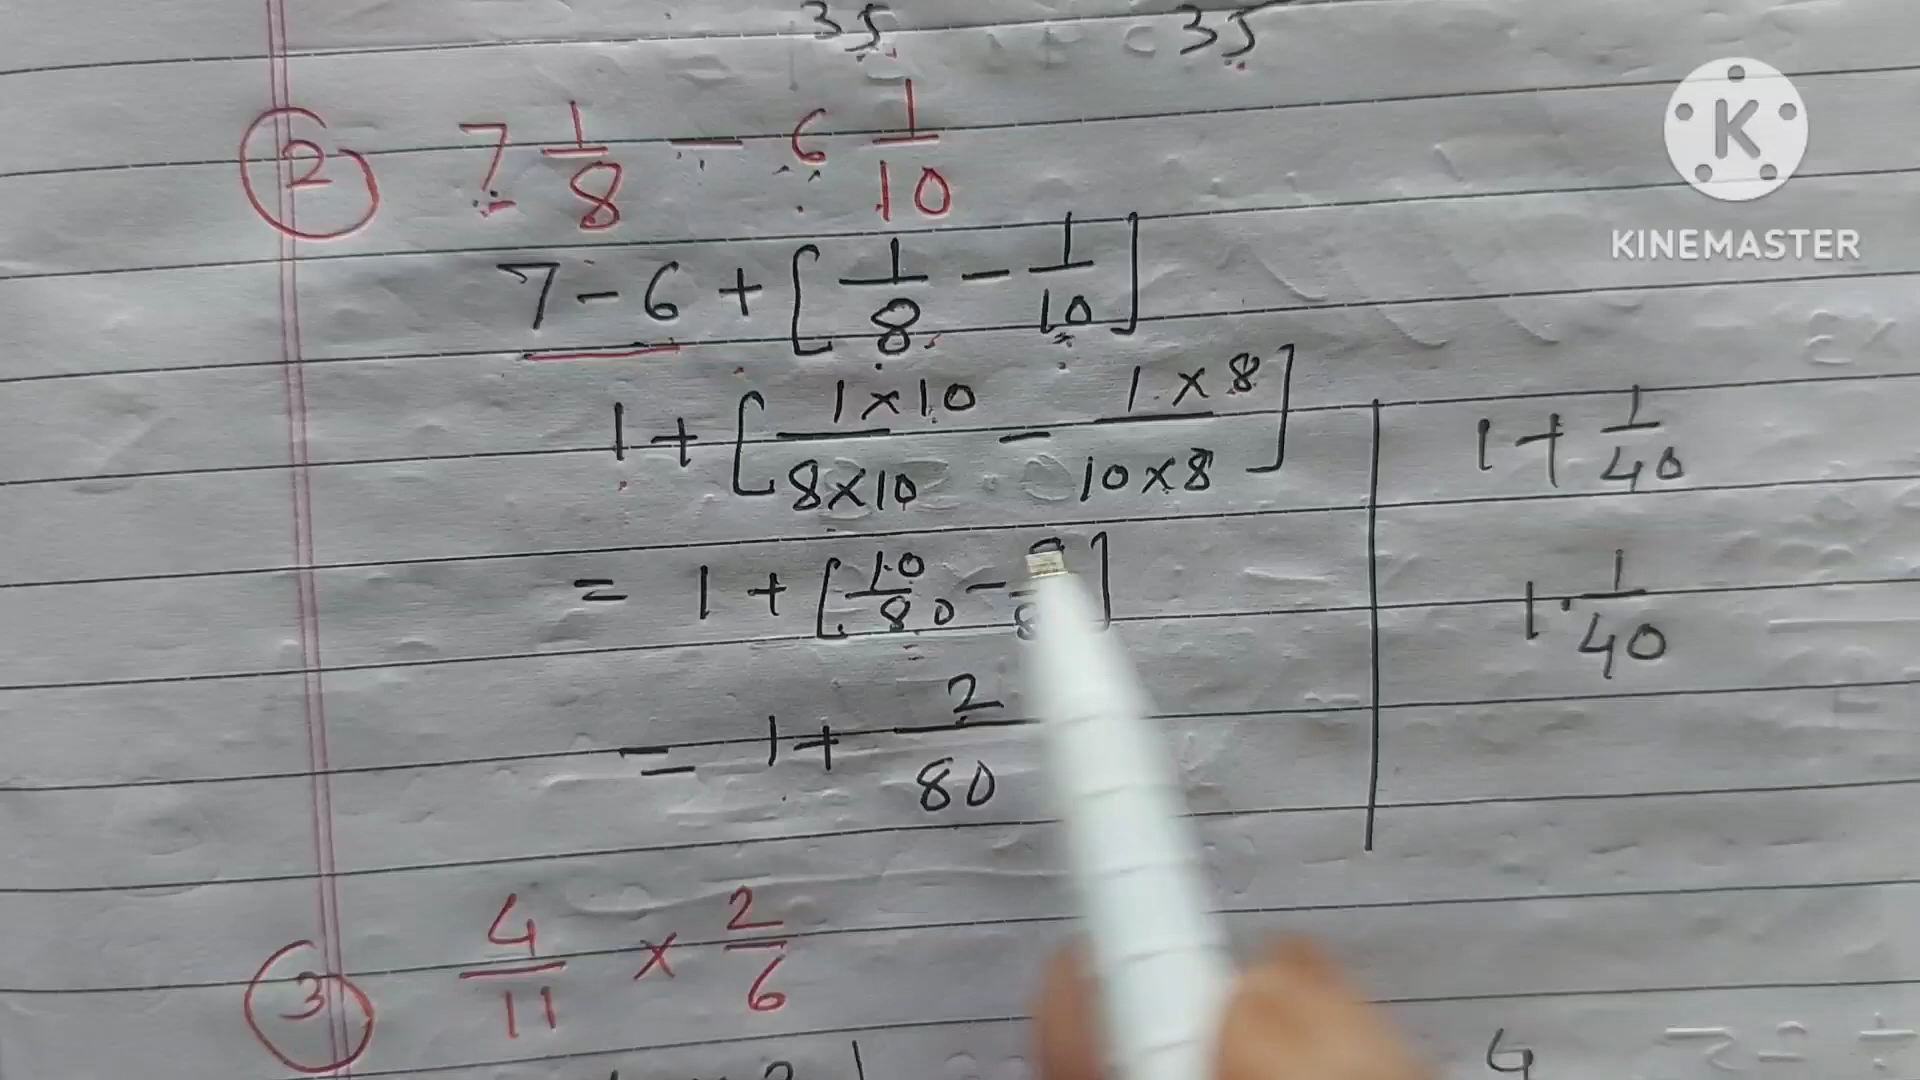 35 35
② 7 1/8 - 6 1/10
K
KINEMASTER
7 - 6 + [1/8 - 1/10]
1 + [1×10/8×10 - 1×8/10×8]
= 1 + [10/80 -
= 1 + 2/80
1 + 1/40
1 1/40
③ 4/11 × 2/6
4